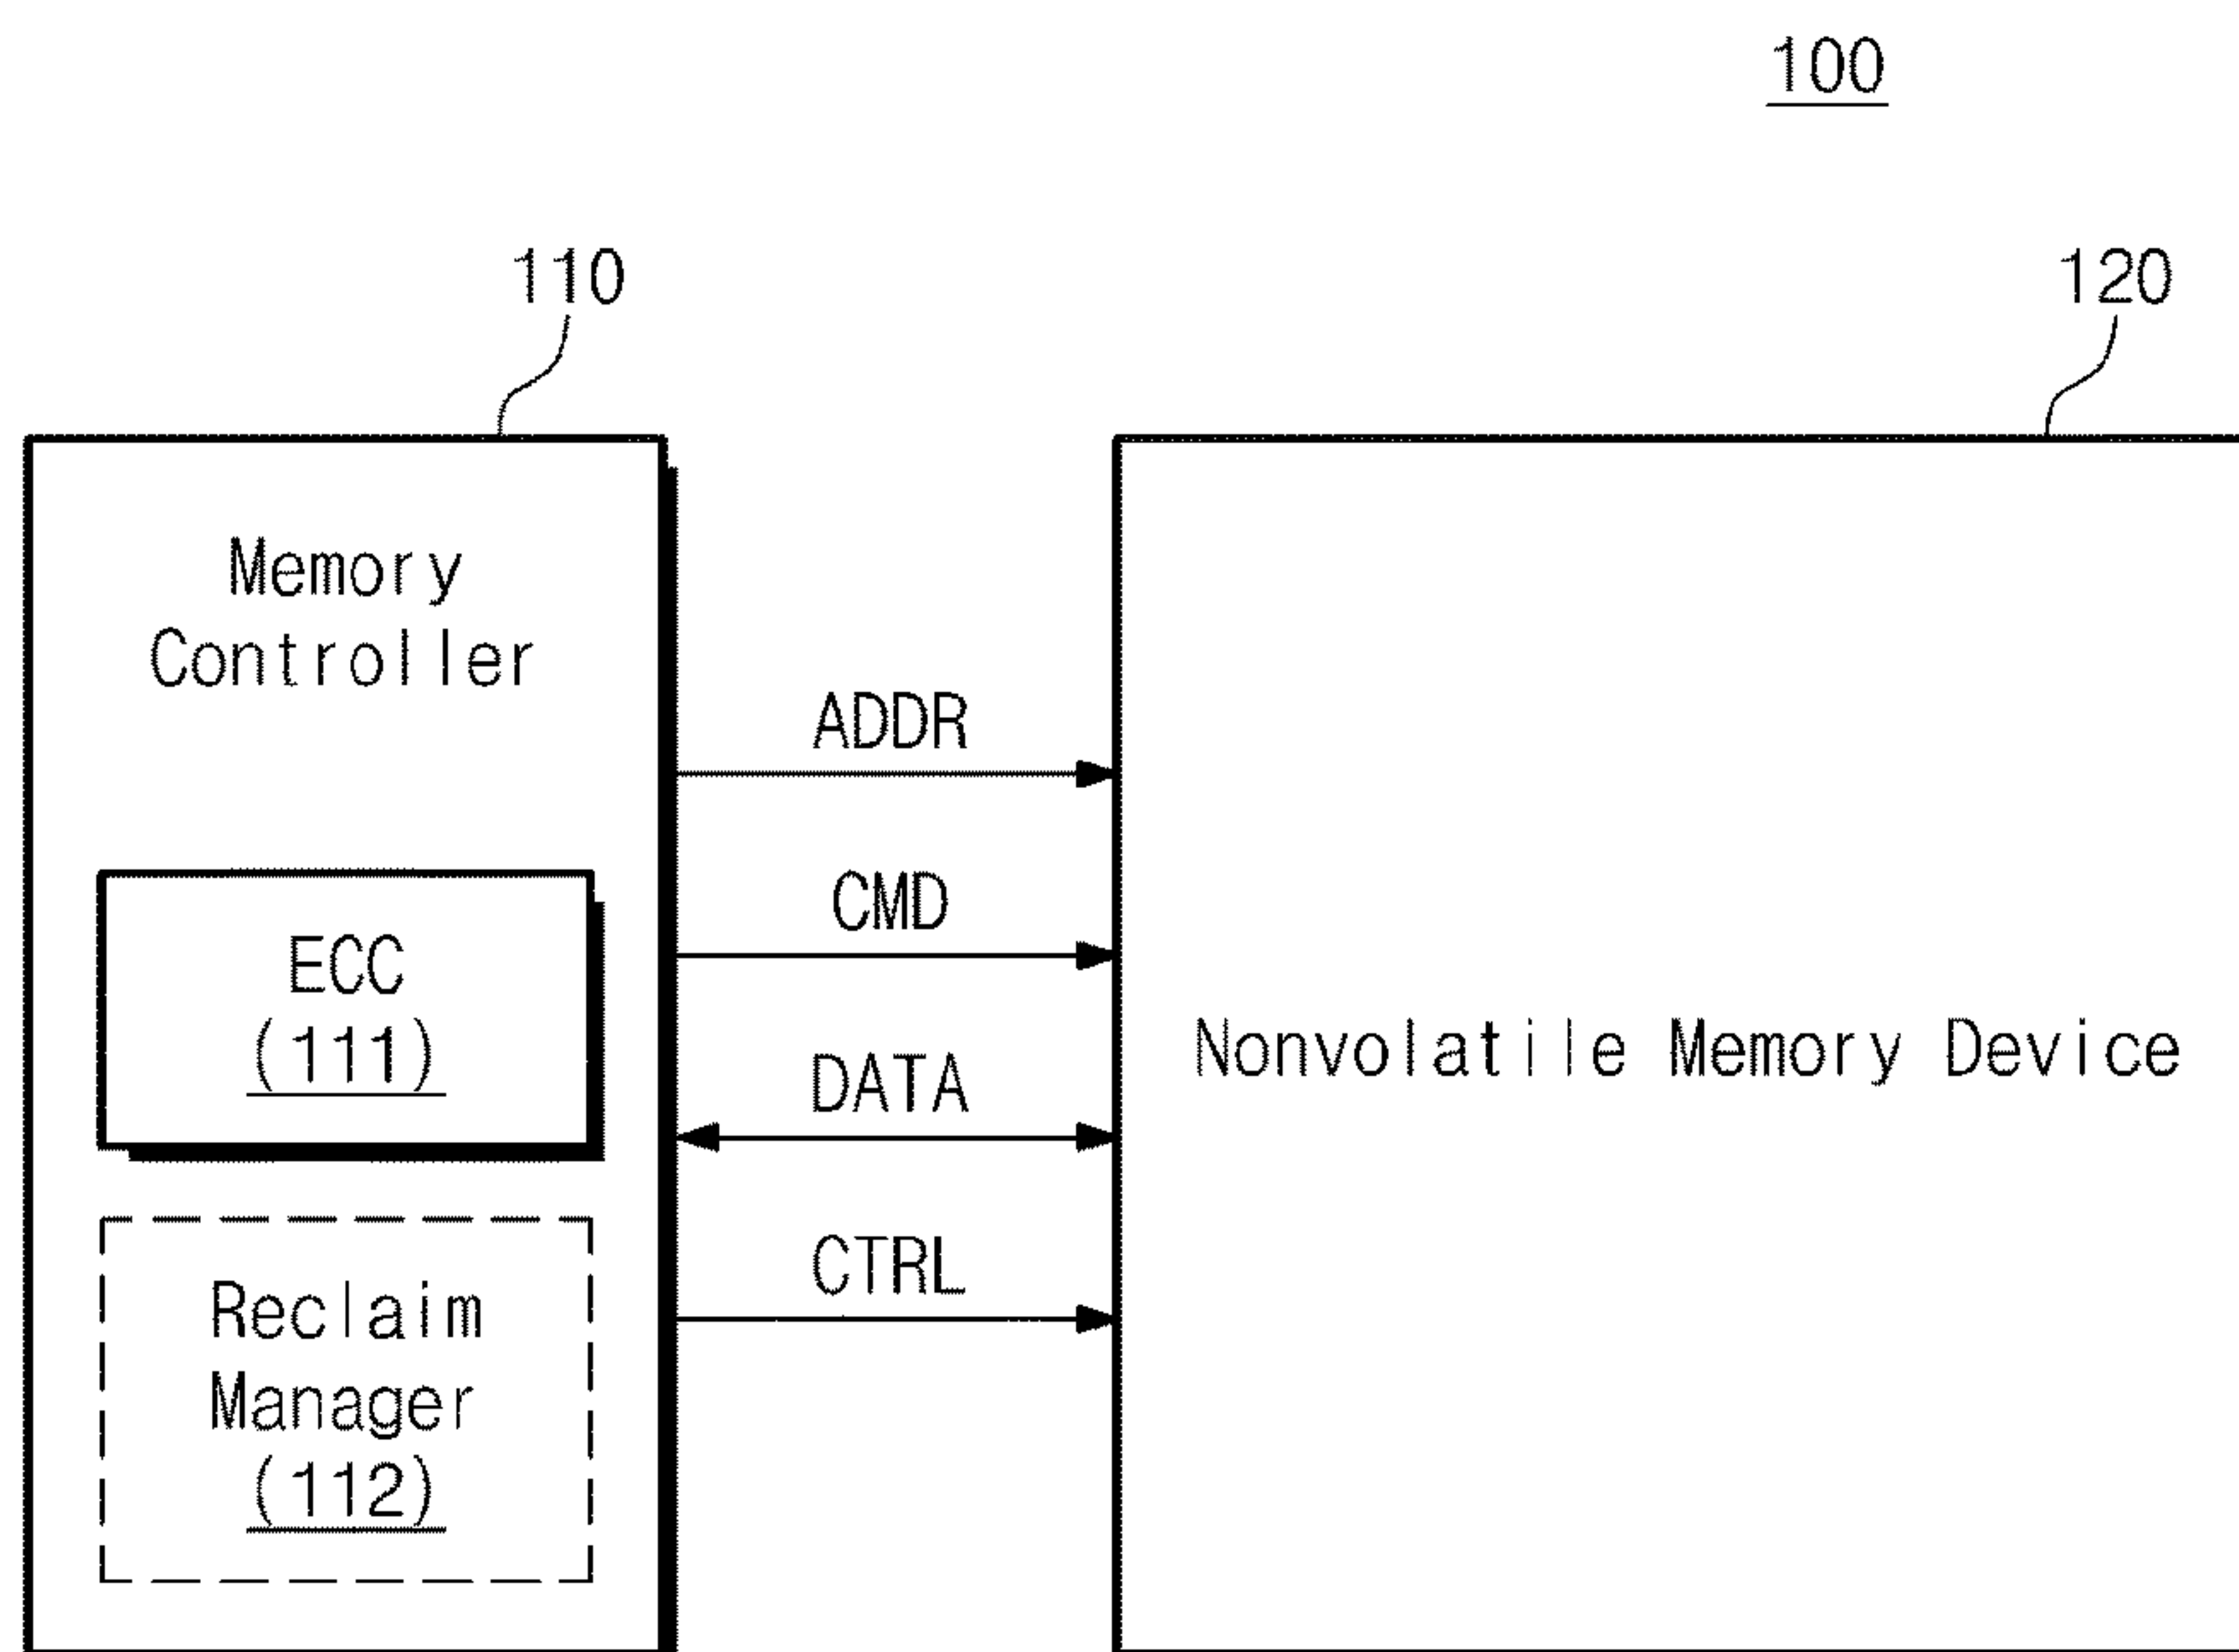 100
110
120
Memory
Controller
ADDR
CMD
ECC
(111)
DATA
Nonvolatile Memory Device
CTRL
Reclaim
Manager
(112)